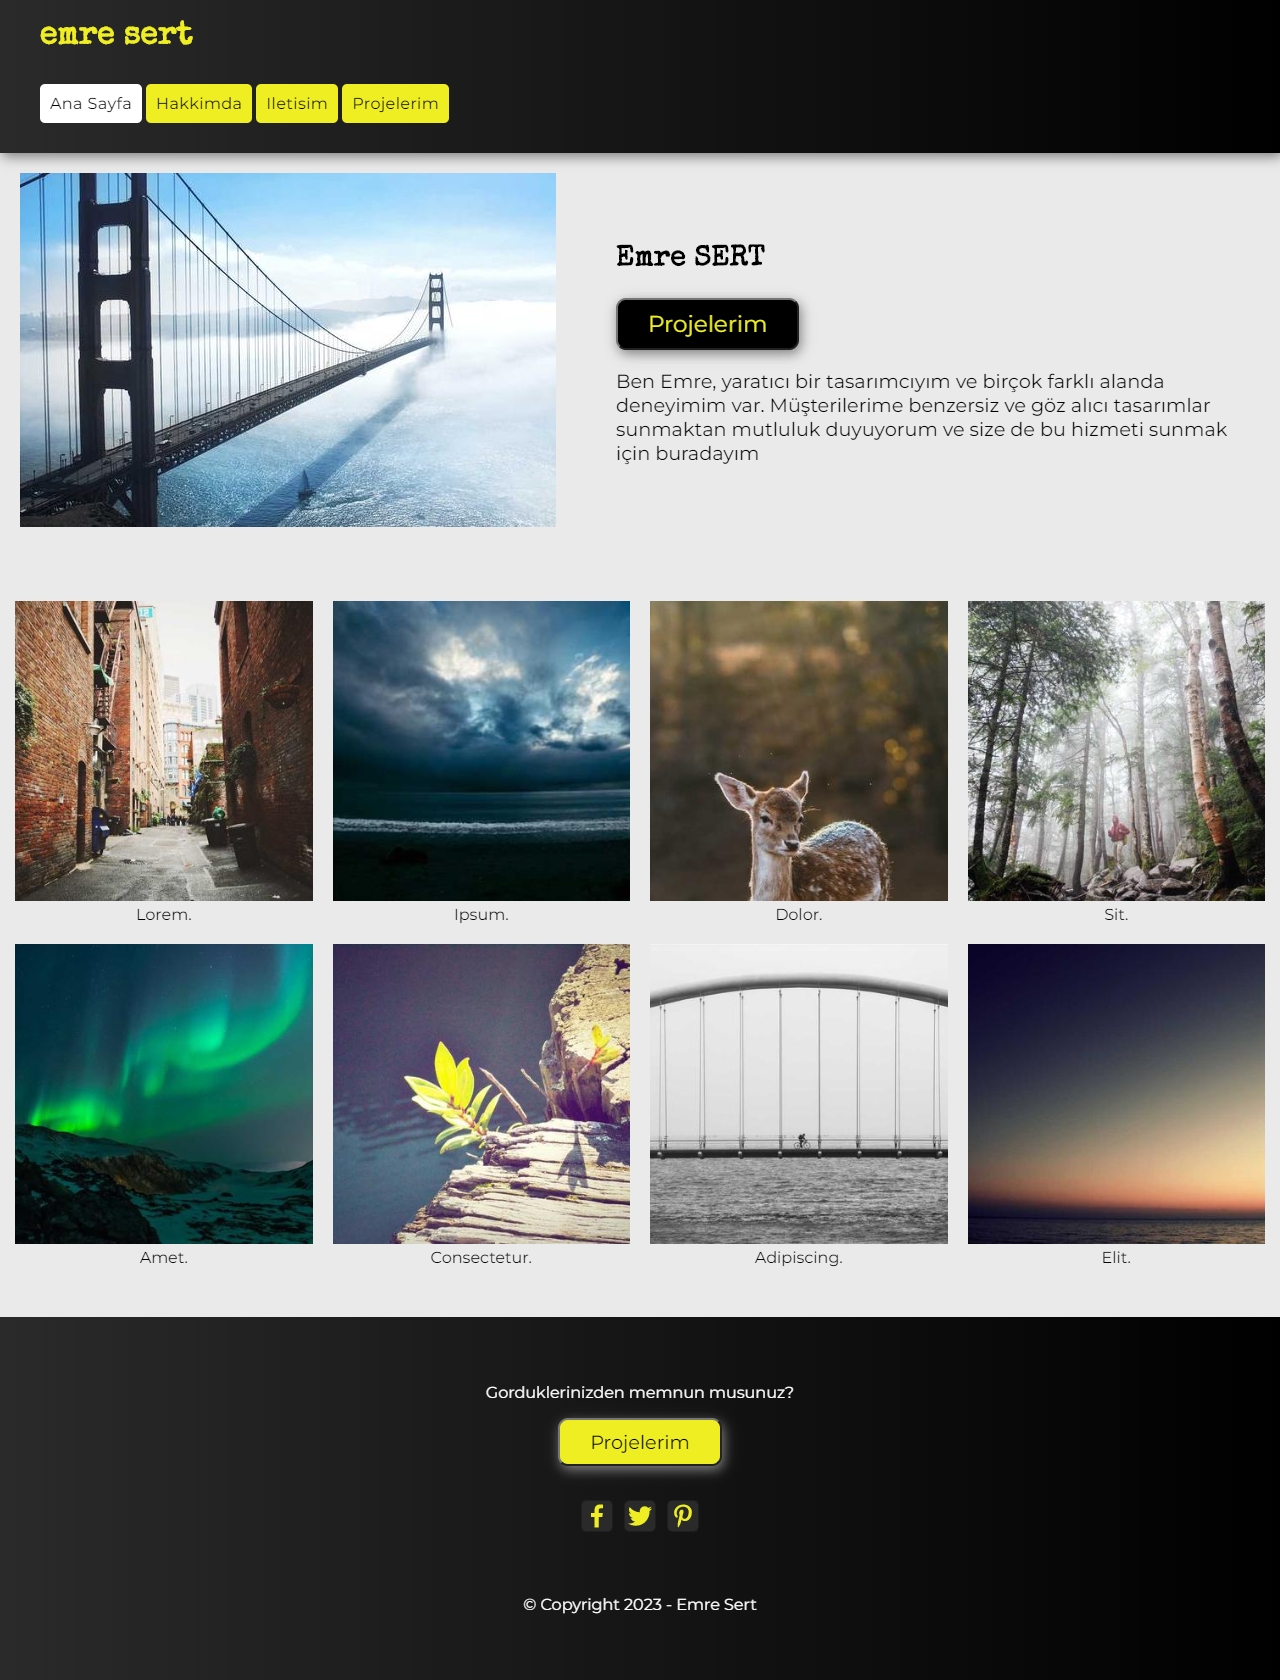 emre sert
Ana Sayfa Hakkimda Iletisim Projelerim
Emre SERT
Projelerim
Ben Emre, yaratıcı bir tasarımcıyım ve birçok farklı alanda
deneyimim var. Müşterilerime benzersiz ve göz alıcı tasarımlar
sunmaktan mutluluk duyuyorum ve size de bu hizmeti sunmak
için buradayım
Lorem. Ipsum. Dolor. Sit.
Amet. Consectetur. Adipiscing. Elit.
Gorduklerinizden memnun musunuz?
Projelerim
© Copyright 2023 - Emre Sert